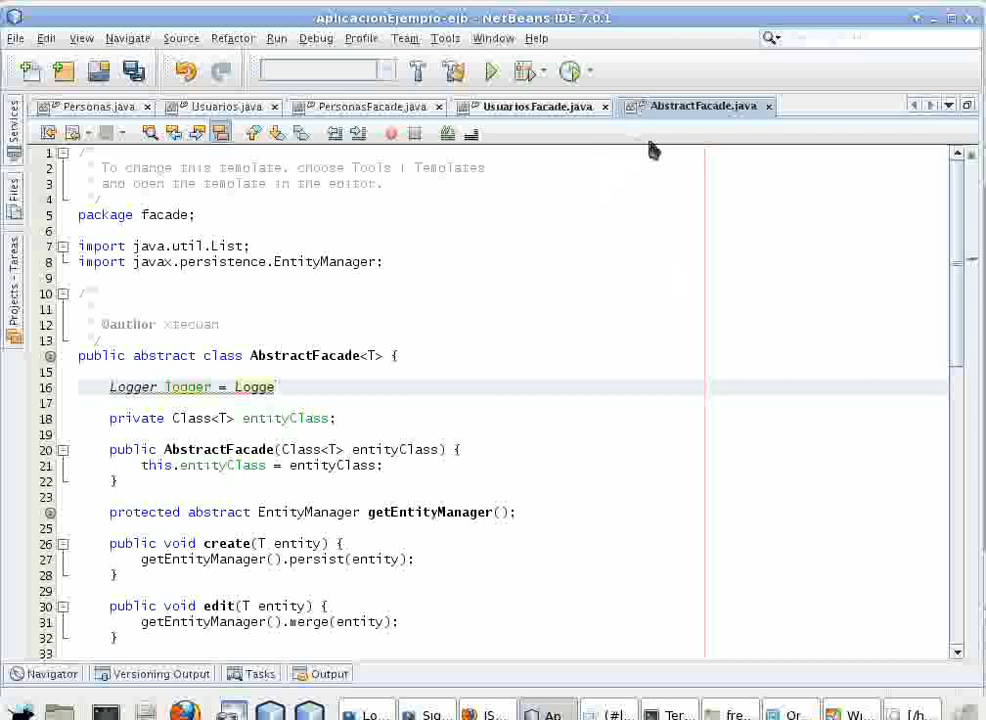 AplicacionEjemplo-ejb - NetBeans IDE 7.0.1
File Edit View Navigate Source Refactor Run Debug Profile Team Tools Window Help
Personas.java Usuarios.java PersonasFacade.java UsuariosFacade.java AbstractFacade.java
Services
Files
Projects - Tareas
1 /*
2 * To change this template, choose Tools | Templates
3 * and open the template in the editor.
4 */
5 package facade;
6
7 import java.util.List;
8 import javax.persistence.EntityManager;
9
10 /**
11 *
12 * @author xtecuan
13 */
public abstract class AbstractFacade<T> {
15
16 Logger logger = Logge
17
18 private Class<T> entityClass;
19
20 public AbstractFacade(Class<T> entityClass) {
21 this.entityClass = entityClass;
22 }
23
protected abstract EntityManager getEntityManager();
25
26 public void create(T entity) {
27 getEntityManager().persist(entity);
28 }
29
30 public void edit(T entity) {
31 getEntityManager().merge(entity);
32 }
33
Navigator Versioning Output Tasks Output
Lo... Sig... Ap (#l... Ter... fre... Or... Wi... [/h...